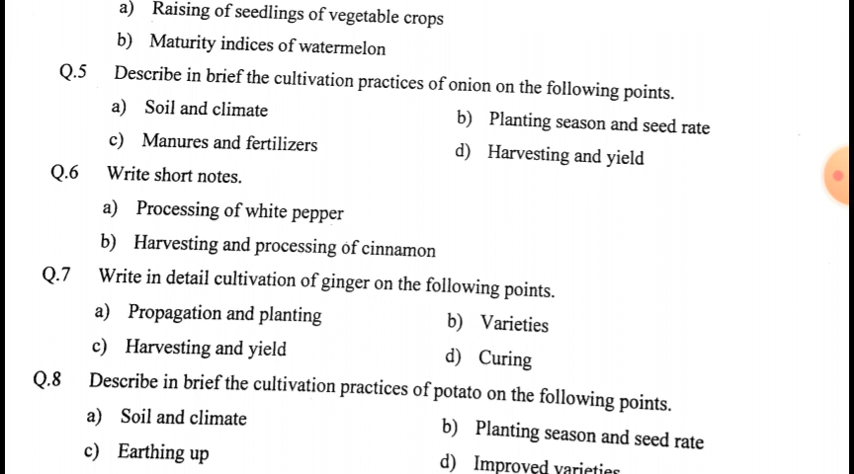 a) Raising of seedlings of vegetable crops
b) Maturity indices of watermelon
Q.5 Describe in brief the cultivation practices of onion on the following points.
a) Soil and climate b) Planting season and seed rate
c) Manures and fertilizers d) Harvesting and yield
Q.6 Write short notes.
a) Processing of white pepper
b) Harvesting and processing of cinnamon
Q.7 Write in detail cultivation of ginger on the following points.
a) Propagation and planting b) Varieties
c) Harvesting and yield d) Curing
Q.8 Describe in brief the cultivation practices of potato on the following points.
a) Soil and climate b) Planting season and seed rate
c) Earthing up d) Improved varieties